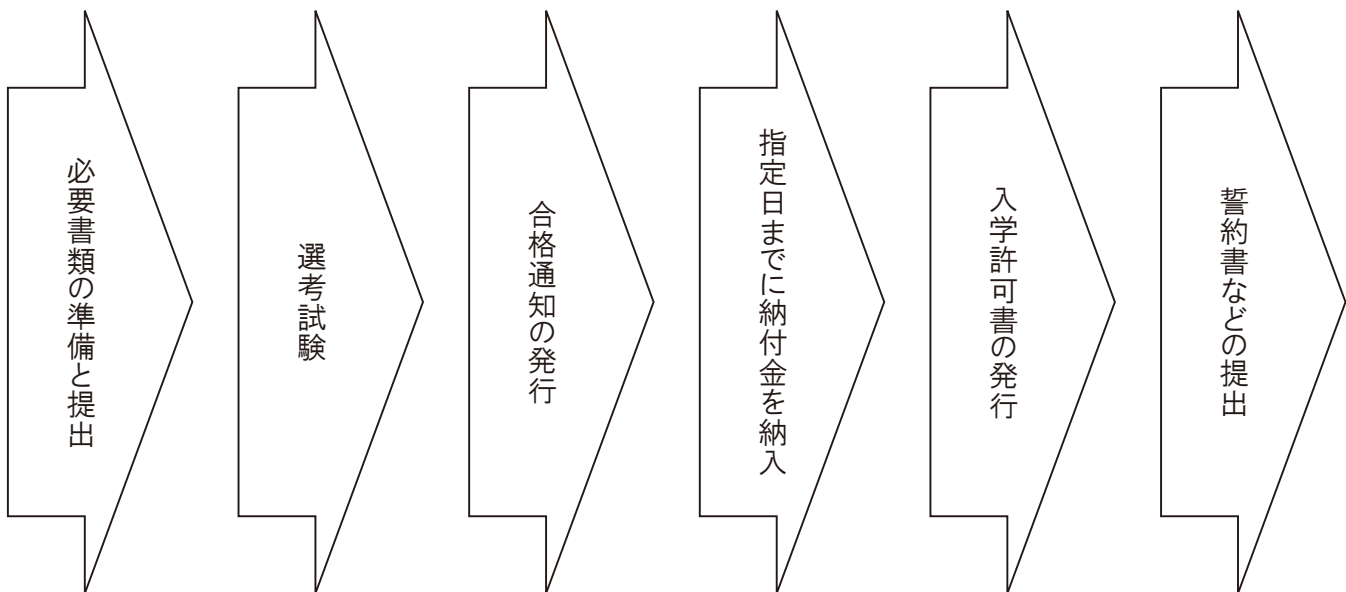 必要書類の準備と提出
選考試験
合格通知の発行
指定日までに納付金を納入
入学許可書の発行
誓約書などの提出